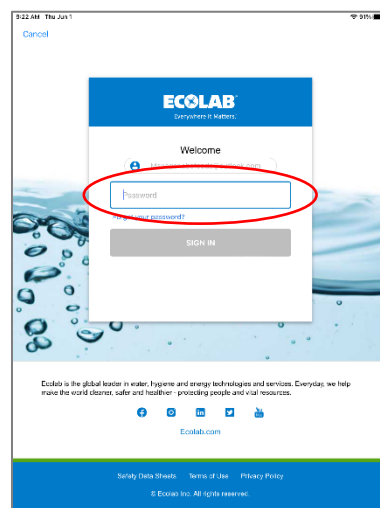 9:22 AM Thu Jun 1
91%
Cancel
ECOLAB
Everywhere It Matters.
Welcome
Password
Forgot your password?
SIGN IN
Ecolab is the global leader in water, hygiene and energy technologies and services. Everyday, we help
make the world cleaner, safer and healthier - protecting people and vital resources.
Ecolab.com
Safety Data Sheets Terms of Use Privacy Policy
© Ecolab Inc. All rights reserved.